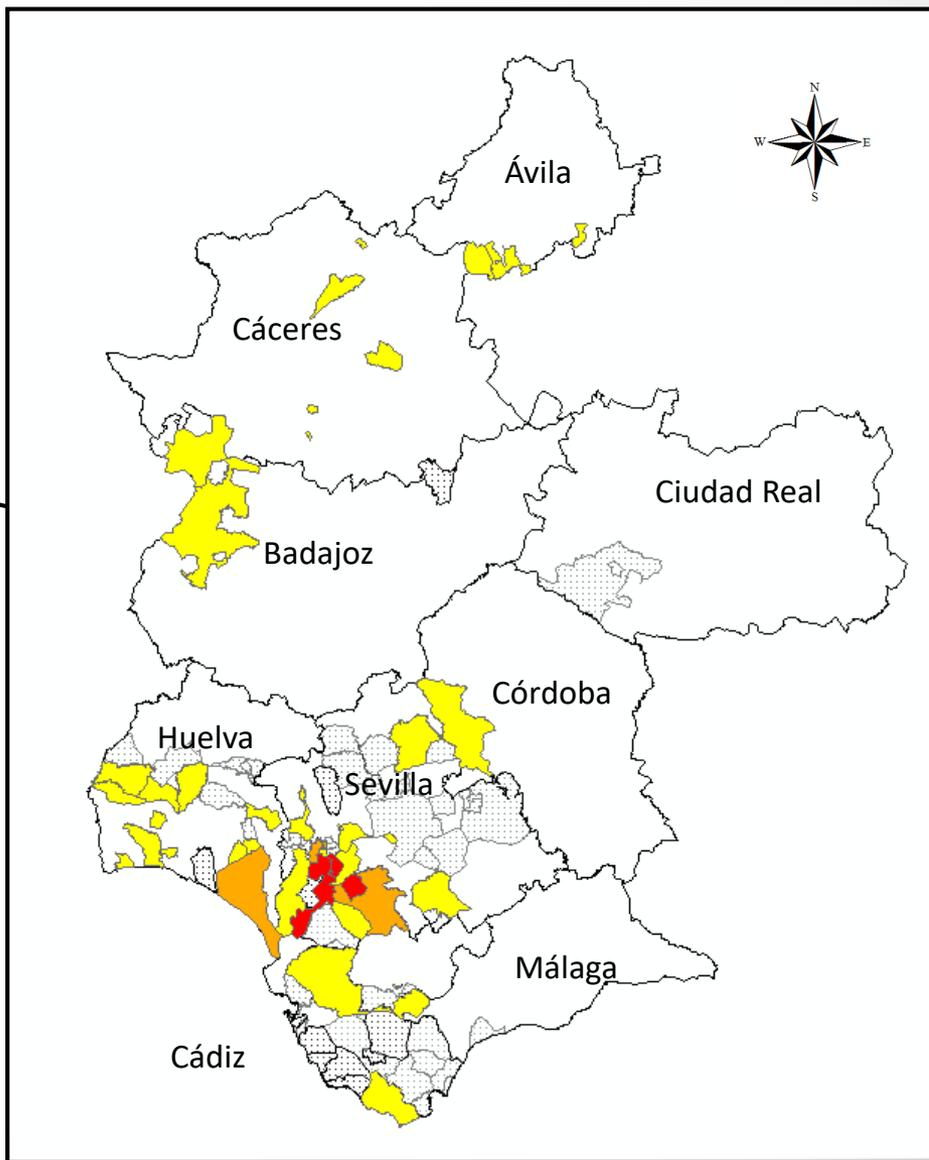 N
W E
S
Ávila
Cáceres
Ciudad Real
Badajoz
Córdoba
Huelva
Sevilla
Málaga
Cádiz